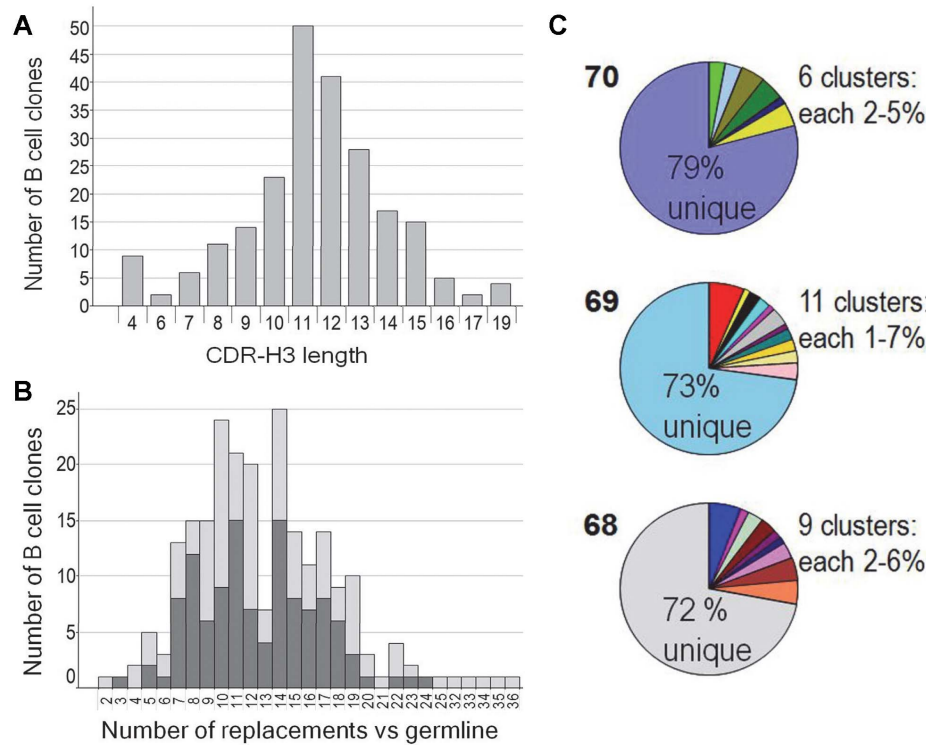 A
Number of B cell clones
50
45
40
35
30
25
20
15
10
5
0
4 6 7 8 9 10 11 12 13 14 15 16 17 19
CDR-H3 length
B
Number of B cell clones
25
20
15
10
5
0
2 3 4 5 6 7 8 9 10 11 12 13 14 15 16 17 18 19 20 21 22 23 24 25 32 33 34 35 36
Number of replacements vs germline
C
70
6 clusters:
each 2-5%
79%
unique
69
11 clusters:
each 1-7%
73%
unique
68
9 clusters:
each 2-6%
72 %
unique